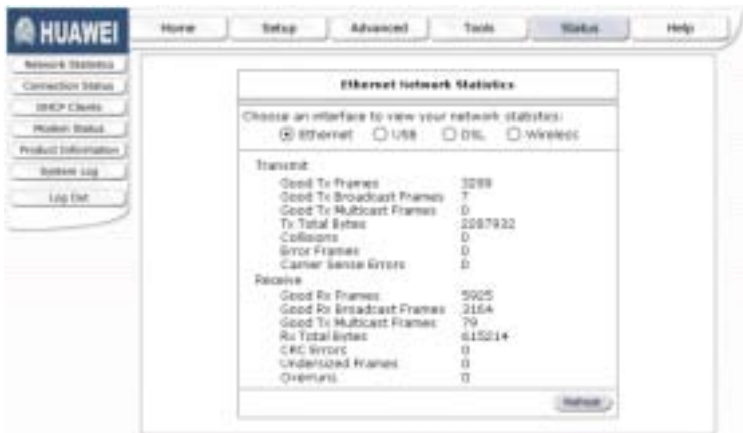 HUAWEI
Home Setup Advanced Tools Status Help
Network Statistics
Connection Status
DHCP Clients
Modem Status
Product Information
System Log
Log Out
Ethernet Network Statistics
Choose an interface to view your network statistics:
Ethernet USB DSL Wireless
Transmit
Good Tx Frames 3299
Good Tx Broadcast Frames 7
Good Tx Multicast Frames 0
Tx Total Bytes 2287932
Collisions 0
Error Frames 0
Carrier Sense Errors 0
Receive
Good Rx Frames 5925
Good Rx Broadcast Frames 3164
Good Tx Multicast Frames 79
Rx Total Bytes 615214
CRC Errors 0
Undersized Frames 0
Overruns 0
Refresh